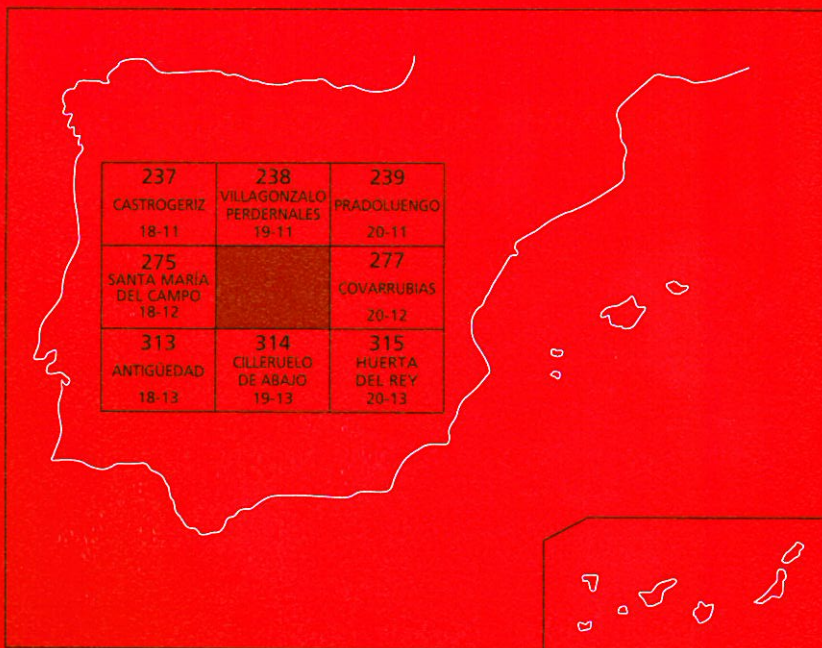 237
CASTROGERIZ
18-11
238
VILLAGONZALO
PERDERNALES
19-11
239
PRADOLUENGO
20-11
275
SANTA MARÍA
DEL CAMPO
18-12
277
COVARRUBIAS
20-12
313
ANTIGÜEDAD
18-13
314
CILLERUELO
DE ABAJO
19-13
315
HUERTA
DEL REY
20-13